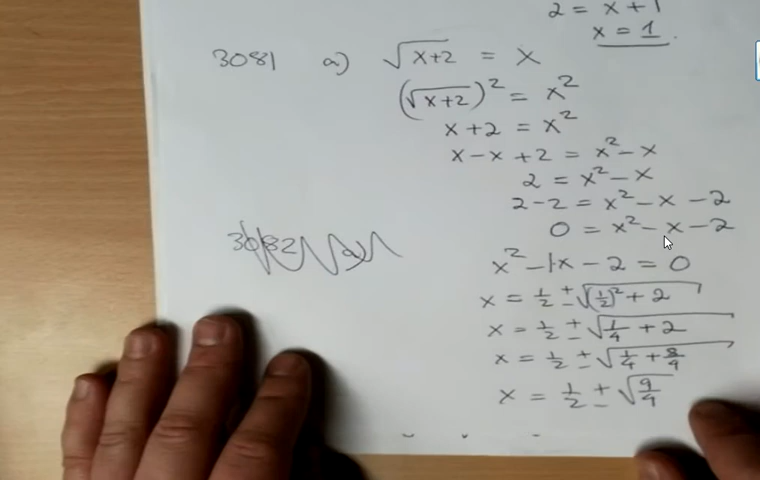 2 = x + 1
x = 1
3081 a) √(x+2) = x
(√(x+2))² = x²
x+2 = x²
x - x + 2 = x² - x
2 = x² - x
2 - 2 = x² - x - 2
0 = x² - x - 2
x² - 1x - 2 = 0
x = 1/2 ± √((1/2)² + 2)
x = 1/2 ± √(1/4 + 2)
x = 1/2 ± √(1/4 + 8/4)
x = 1/2 ± √(9/4)